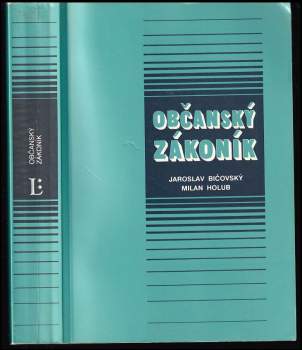 OBČANSKÝ
ZÁKONÍK
L:
OBČANSKÝ
ZÁKONÍK
JAROSLAV BIČOVSKÝ
MILAN HOLUB